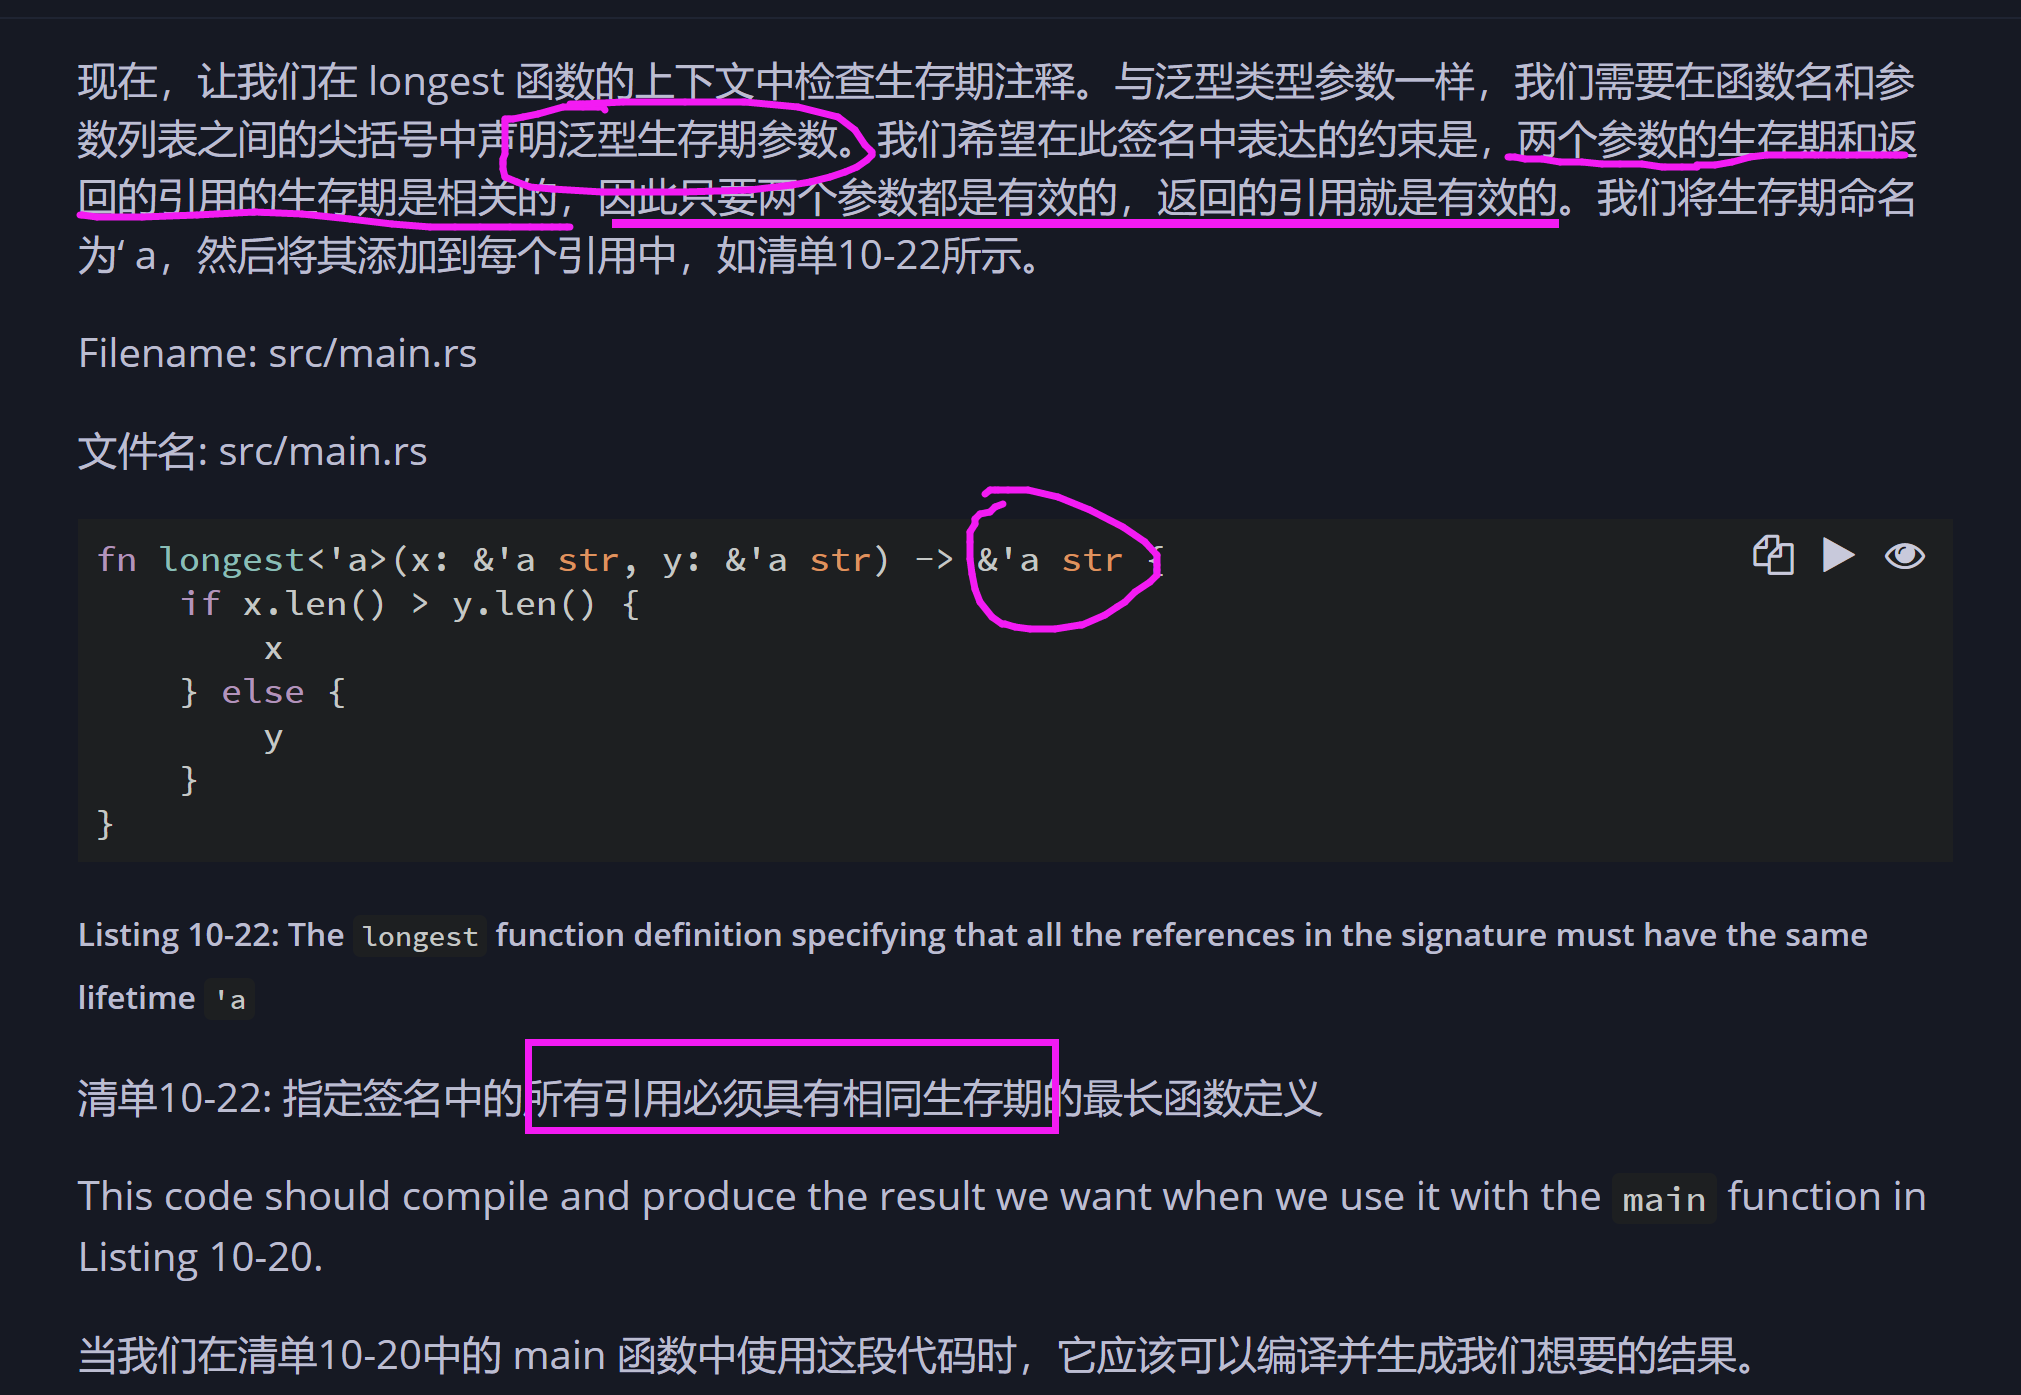 现在，让我们在 longest 函数的上下文中检查生存期注释。与泛型类型参数一样，我们需要在函数名和参
数列表之间的尖括号中声明泛型生存期参数。我们希望在此签名中表达的约束是，两个参数的生存期和返
回的引用的生存期是相关的，因此只要两个参数都是有效的，返回的引用就是有效的。我们将生存期命名
为‘ a，然后将其添加到每个引用中，如清单10-22所示。
Filename: src/main.rs
文件名: src/main.rs
fn longest<'a>(x: &'a str, y: &'a str) -> &'a str {
    if x.len() > y.len() {
        x
    } else {
        y
    }
}
Listing 10-22: The longest function definition specifying that all the references in the signature must have the same
lifetime 'a
清单10-22: 指定签名中的所有引用必须具有相同生存期的最长函数定义
This code should compile and produce the result we want when we use it with the main function in
Listing 10-20.
当我们在清单10-20中的 main 函数中使用这段代码时，它应该可以编译并生成我们想要的结果。